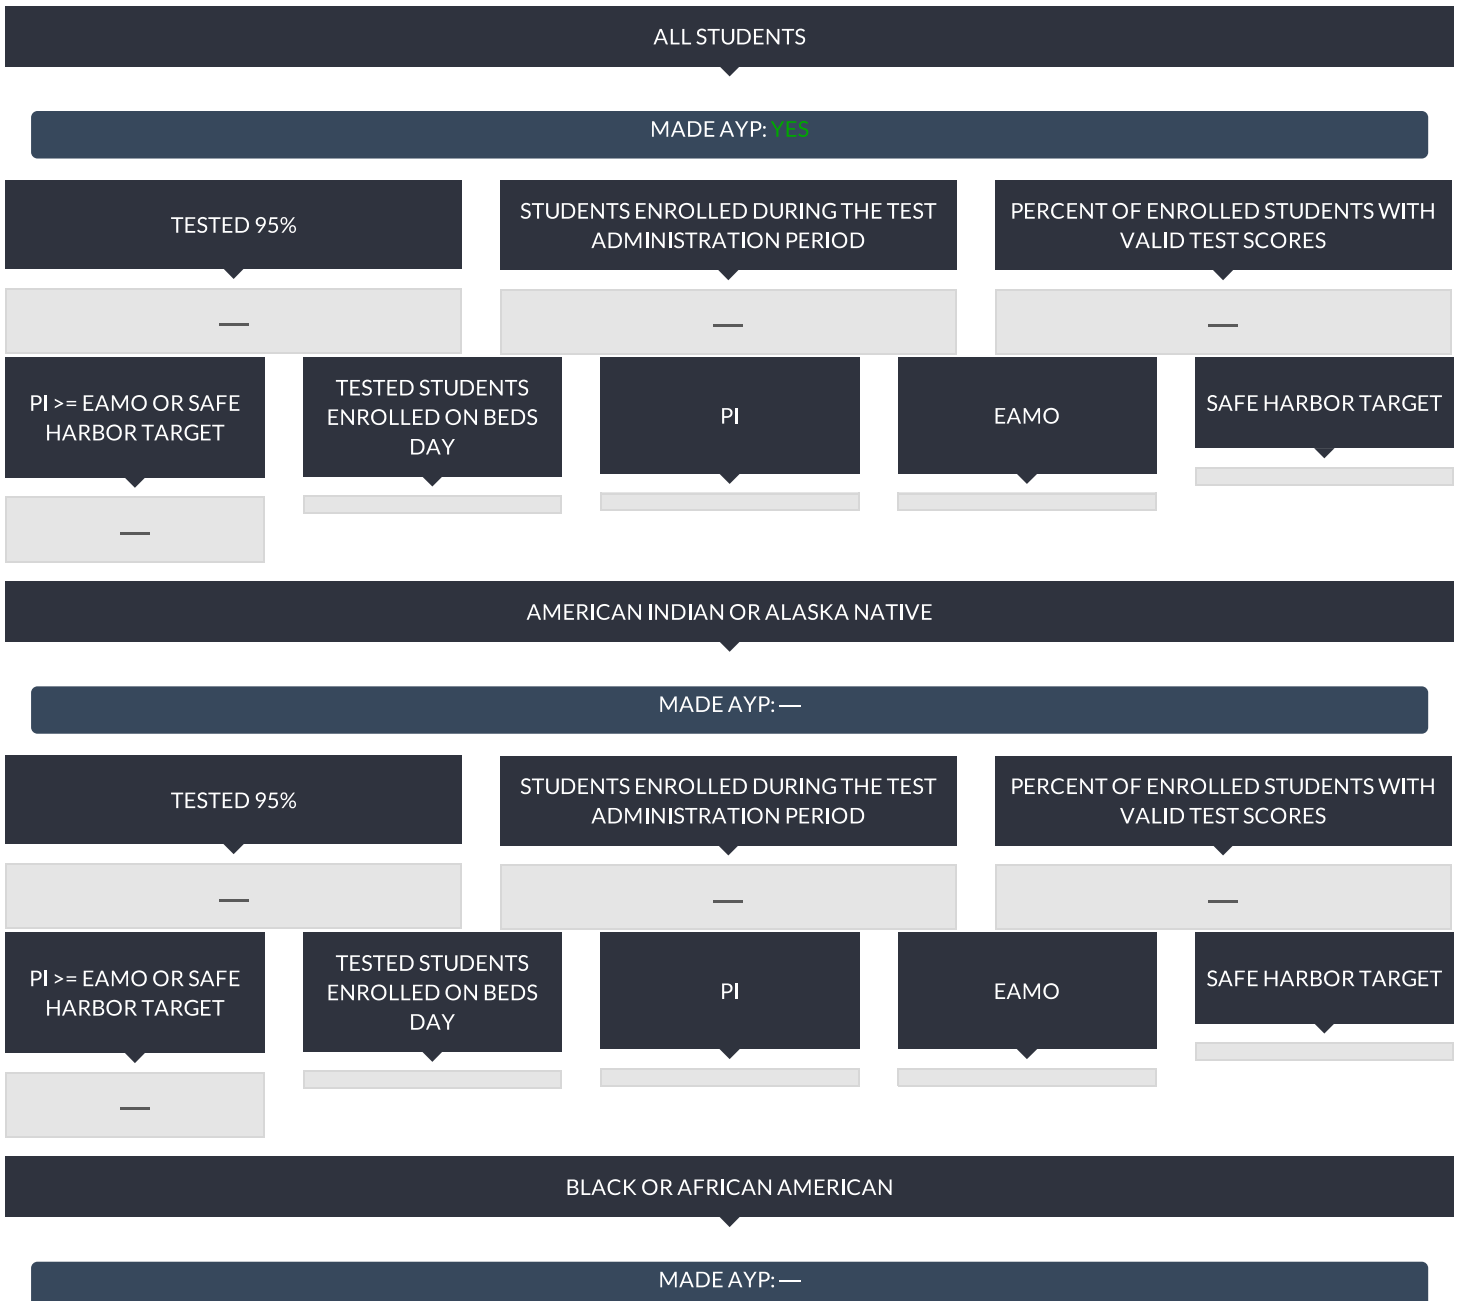 ALL STUDENTS
MADE AYP: YES
TESTED 95%
STUDENTS ENROLLED DURING THE TEST
ADMINISTRATION PERIOD
PERCENT OF ENROLLED STUDENTS WITH
VALID TEST SCORES
—
—
—
PI >= EAMO OR SAFE
HARBOR TARGET
TESTED STUDENTS
ENROLLED ON BEDS
DAY
PI
EAMO
SAFE HARBOR TARGET
—
AMERICAN INDIAN OR ALASKA NATIVE
MADE AYP: —
TESTED 95%
STUDENTS ENROLLED DURING THE TEST
ADMINISTRATION PERIOD
PERCENT OF ENROLLED STUDENTS WITH
VALID TEST SCORES
—
—
—
PI >= EAMO OR SAFE
HARBOR TARGET
TESTED STUDENTS
ENROLLED ON BEDS
DAY
PI
EAMO
SAFE HARBOR TARGET
—
BLACK OR AFRICAN AMERICAN
MADE AYP: —